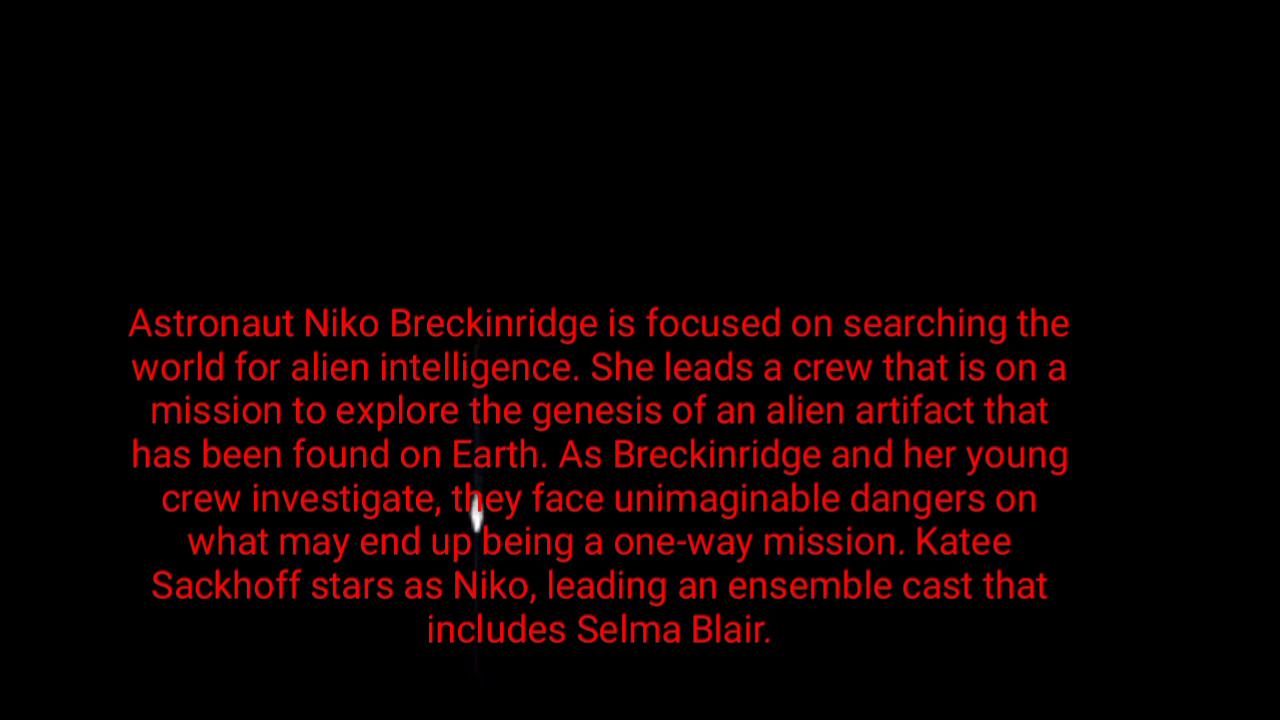 Astronaut Niko Breckinridge is focused on searching the
world for alien intelligence. She leads a crew that is on a
mission to explore the genesis of an alien artifact that
has been found on Earth. As Breckinridge and her young
crew investigate, they face unimaginable dangers on
what may end up being a one-way mission. Katee
Sackhoff stars as Niko, leading an ensemble cast that
includes Selma Blair.